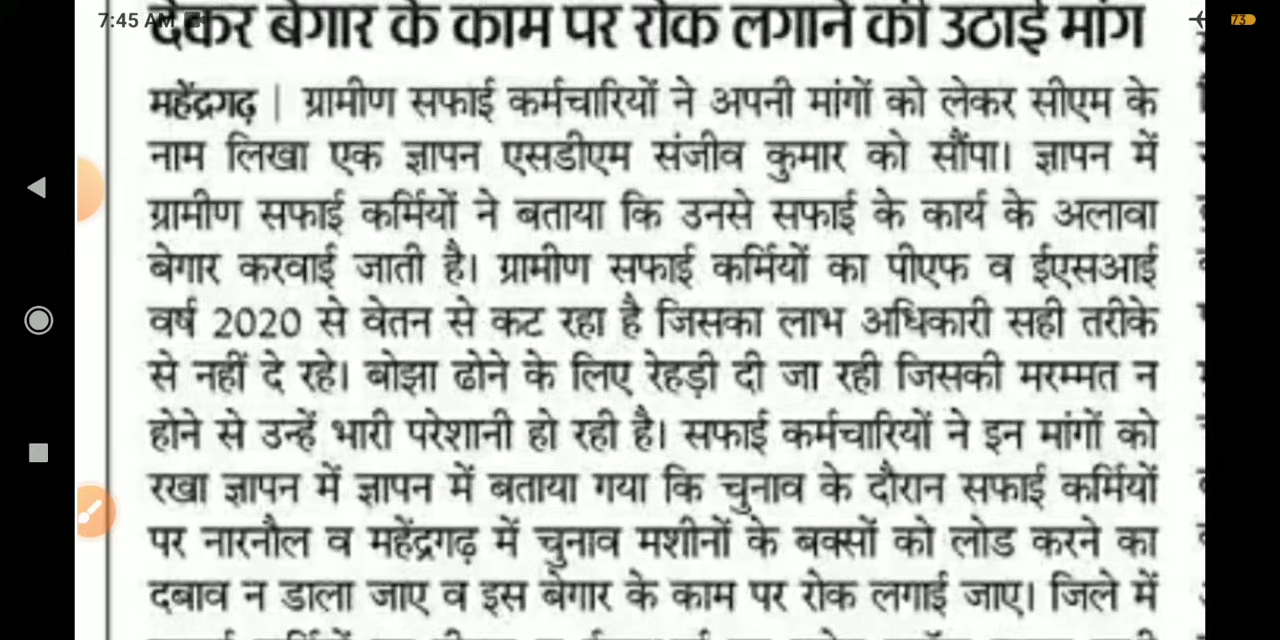 7:45 AM
73
देकर बेगार के काम पर रोक लगाने की उठाई मांग
महेंद्रगढ़ | ग्रामीण सफाई कर्मचारियों ने अपनी मांगों को लेकर सीएम के
नाम लिखा एक ज्ञापन एसडीएम संजीव कुमार को सौंपा। ज्ञापन में
ग्रामीण सफाई कर्मियों ने बताया कि उनसे सफाई के कार्य के अलावा
बेगार करवाई जाती है। ग्रामीण सफाई कर्मियों का पीएफ व ईएसआई
वर्ष 2020 से वेतन से कट रहा है जिसका लाभ अधिकारी सही तरीके
से नहीं दे रहे। बोझा ढोने के लिए रेहड़ी दी जा रही जिसकी मरम्मत न
होने से उन्हें भारी परेशानी हो रही है। सफाई कर्मचारियों ने इन मांगों को
रखा ज्ञापन में ज्ञापन में बताया गया कि चुनाव के दौरान सफाई कर्मियों
पर नारनौल व महेंद्रगढ़ में चुनाव मशीनों के बक्सों को लोड करने का
दबाव न डाला जाए व इस बेगार के काम पर रोक लगाई जाए। जिले में